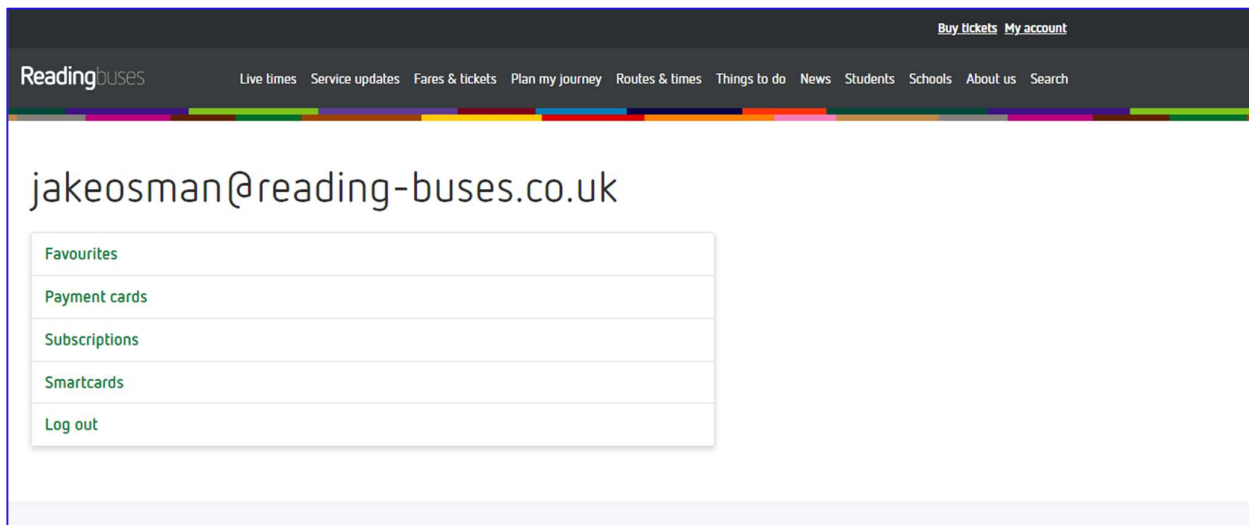 Buy tickets My account
Readingbuses Live times Service updates Fares & tickets Plan my journey Routes & times Things to do News Students Schools About us Search
jakeosman@reading-buses.co.uk
Favourites
Payment cards
Subscriptions
Smartcards
Log out